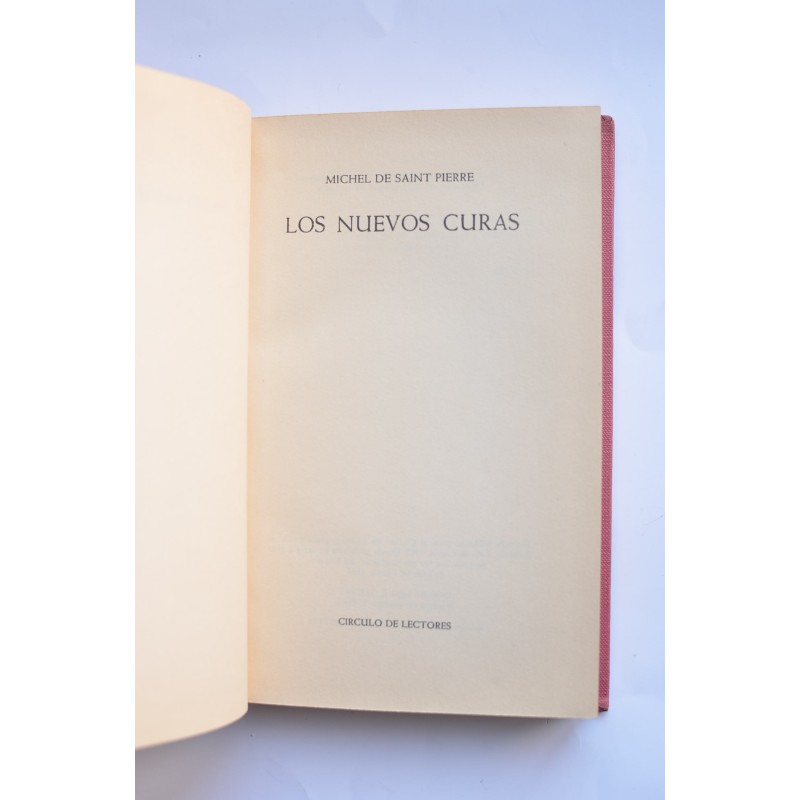 MICHEL DE SAINT PIERRE
LOS NUEVOS CURAS
CIRCULO DE LECTORES